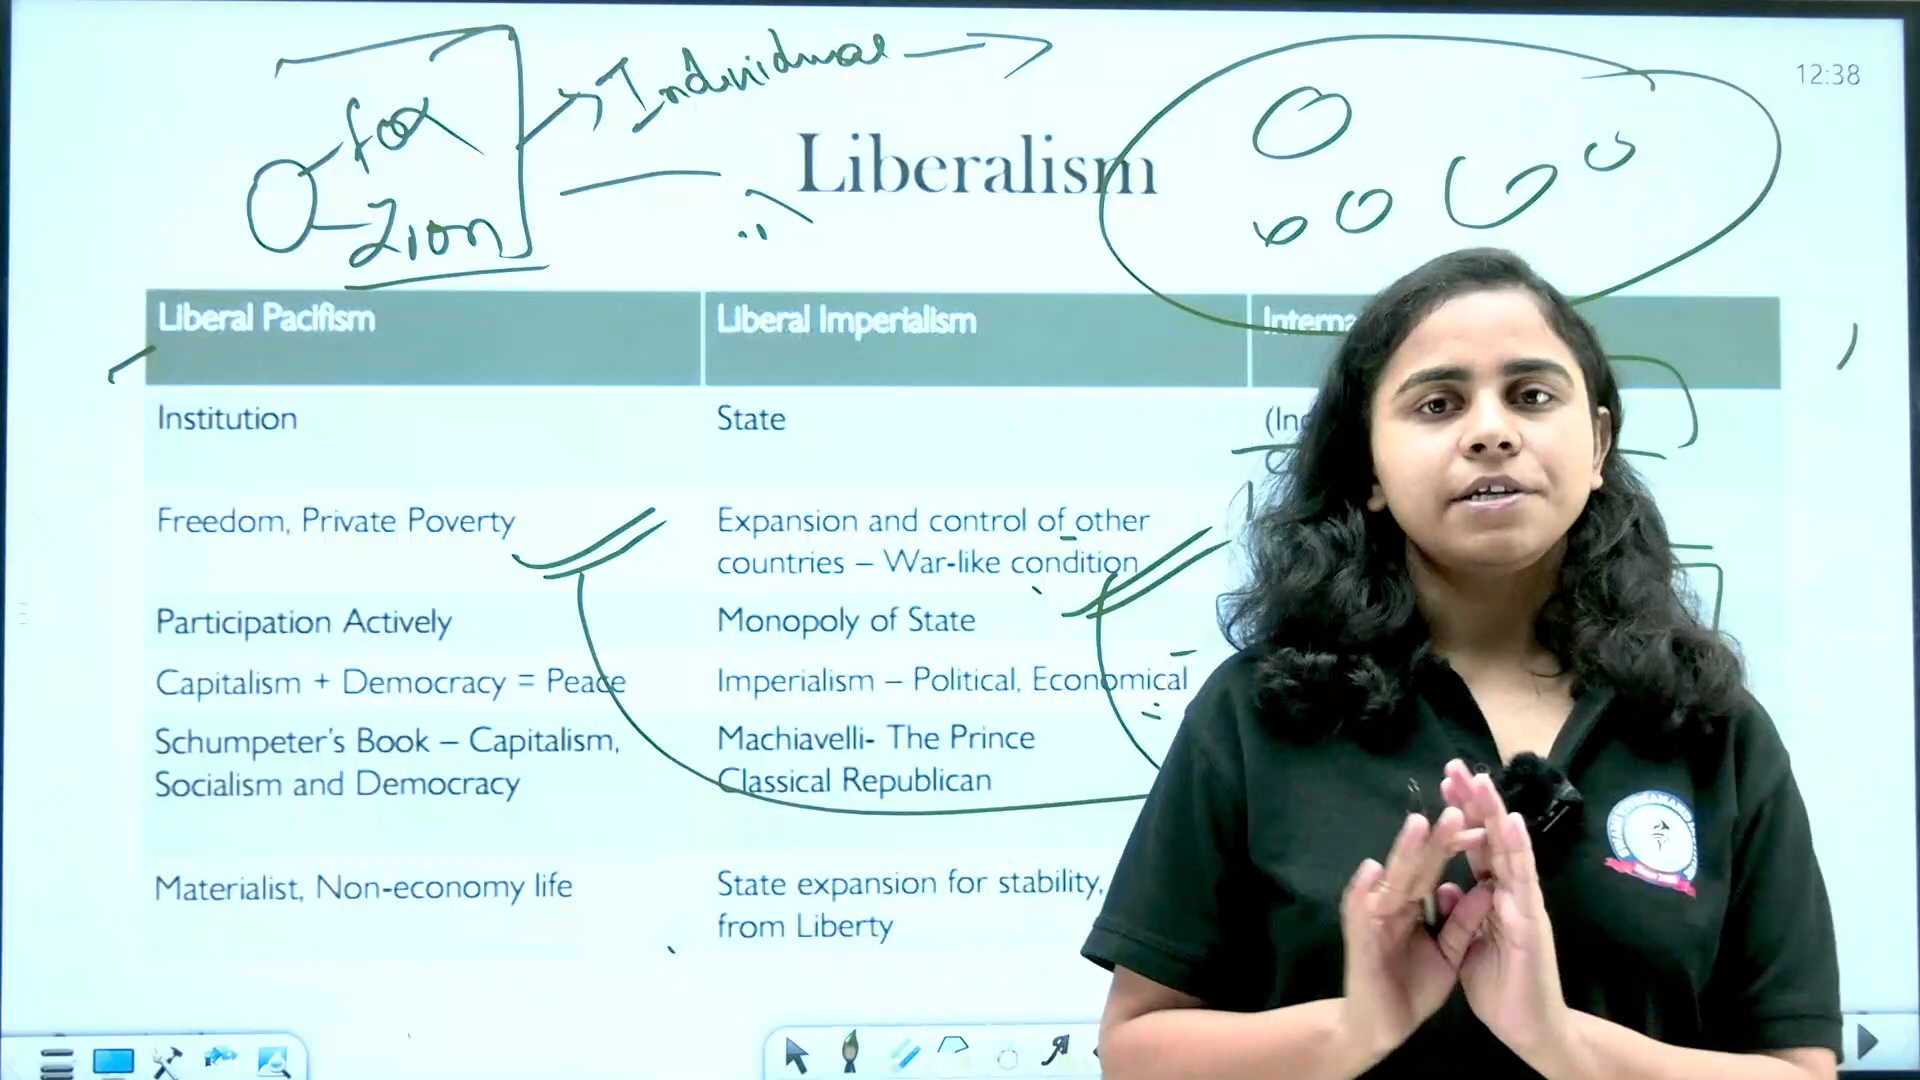 Individual
12:38
fox
Liberalism
Lion
Liberal Pacifism
Liberal Imperialism
Institution
State
Freedom, Private Poverty
Expansion and control of other
countries – War-like condition
Participation Actively
Monopoly of State
Capitalism + Democracy = Peace
Imperialism – Political, Economical
Schumpeter's Book – Capitalism,
Socialism and Democracy
Machiavelli- The Prince
Classical Republican
Materialist, Non-economy life
State expansion for stability,
from Liberty